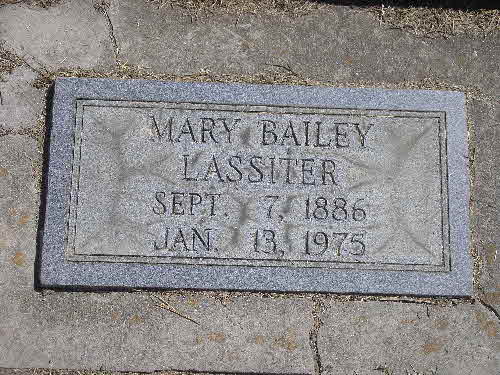 MARY BAILEY
LASSITER
SEPT. 7, 1886
JAN. 13, 1975